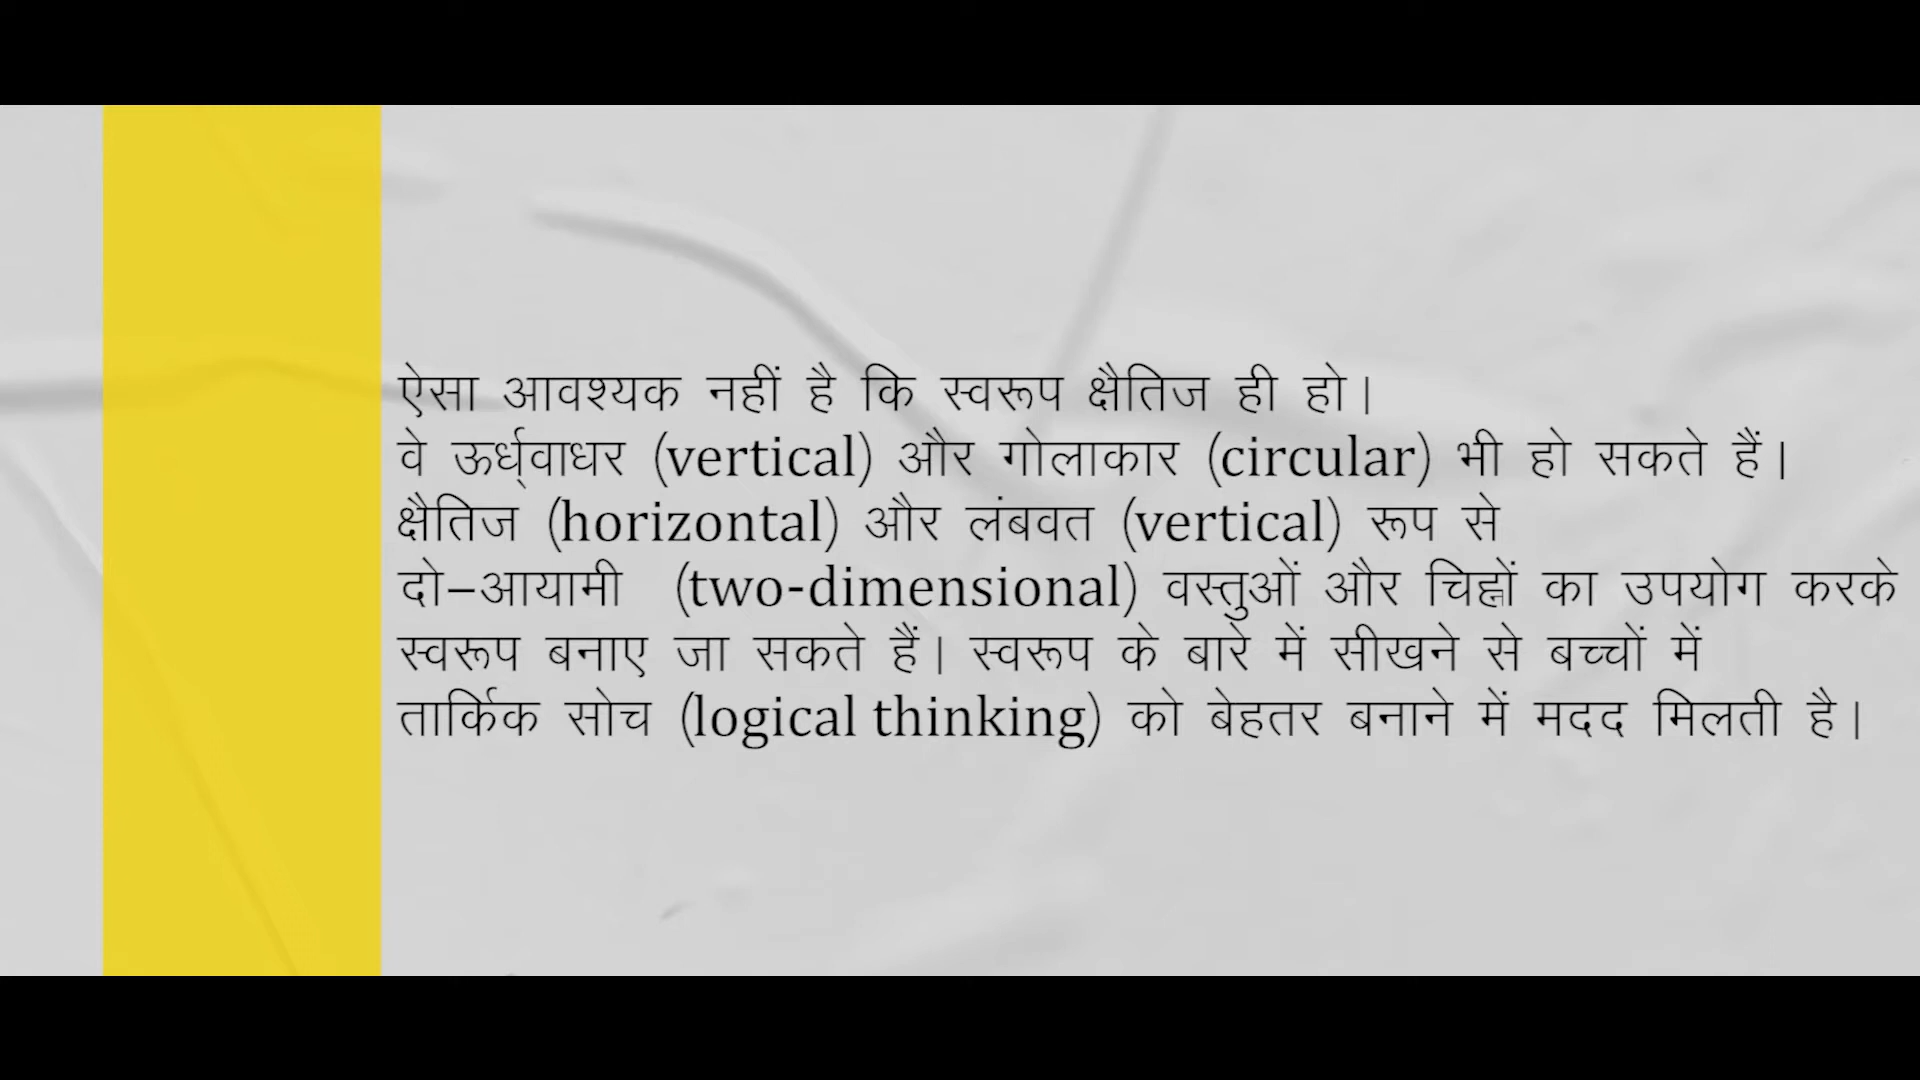 ऐसा आवश्यक नहीं है कि स्वरूप क्षैतिज ही हो।
वे ऊर्ध्वाधर (vertical) और गोलाकार (circular) भी हो सकते हैं।
क्षैतिज (horizontal) और लंबवत (vertical) रूप से
दो–आयामी (two-dimensional) वस्तुओं और चिह्नों का उपयोग करके
स्वरूप बनाए जा सकते हैं। स्वरूप के बारे में सीखने से बच्चों में
तार्किक सोच (logical thinking) को बेहतर बनाने में मदद मिलती है।